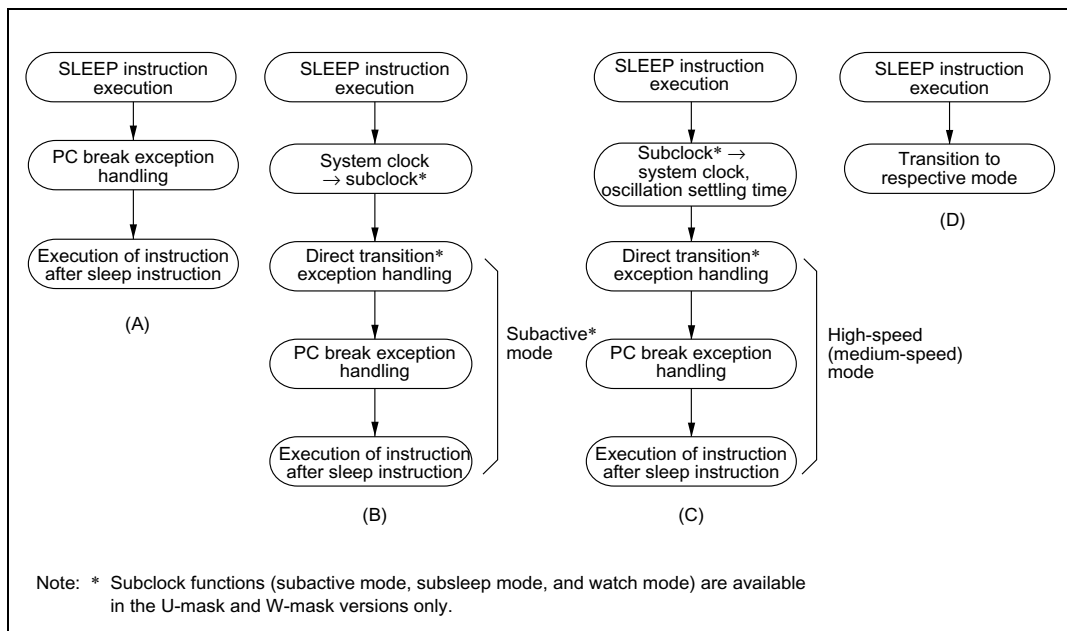 SLEEP instruction
execution
PC break exception
handling
Execution of instruction
after sleep instruction
(A)
SLEEP instruction
execution
System clock
→ subclock*
Direct transition*
exception handling
PC break exception
handling
Execution of instruction
after sleep instruction
(B)
Subactive*
mode
SLEEP instruction
execution
Subclock* →
system clock,
oscillation settling time
Direct transition*
exception handling
PC break exception
handling
Execution of instruction
after sleep instruction
(C)
High-speed
(medium-speed)
mode
SLEEP instruction
execution
Transition to
respective mode
(D)
Note: * Subclock functions (subactive mode, subsleep mode, and watch mode) are available
in the U-mask and W-mask versions only.